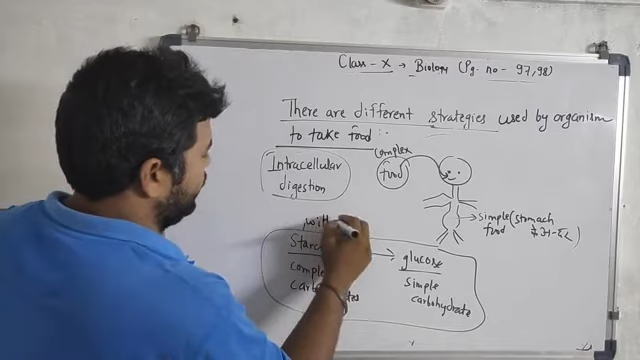 Class-X → Biology (Pg-no-97,98)
There are different strategies used by organism
to take food :-
Intracellular
digestion
complex
food
simple (stomach
food
with
Starc
glucose
Comple
Simple
carbohydrate